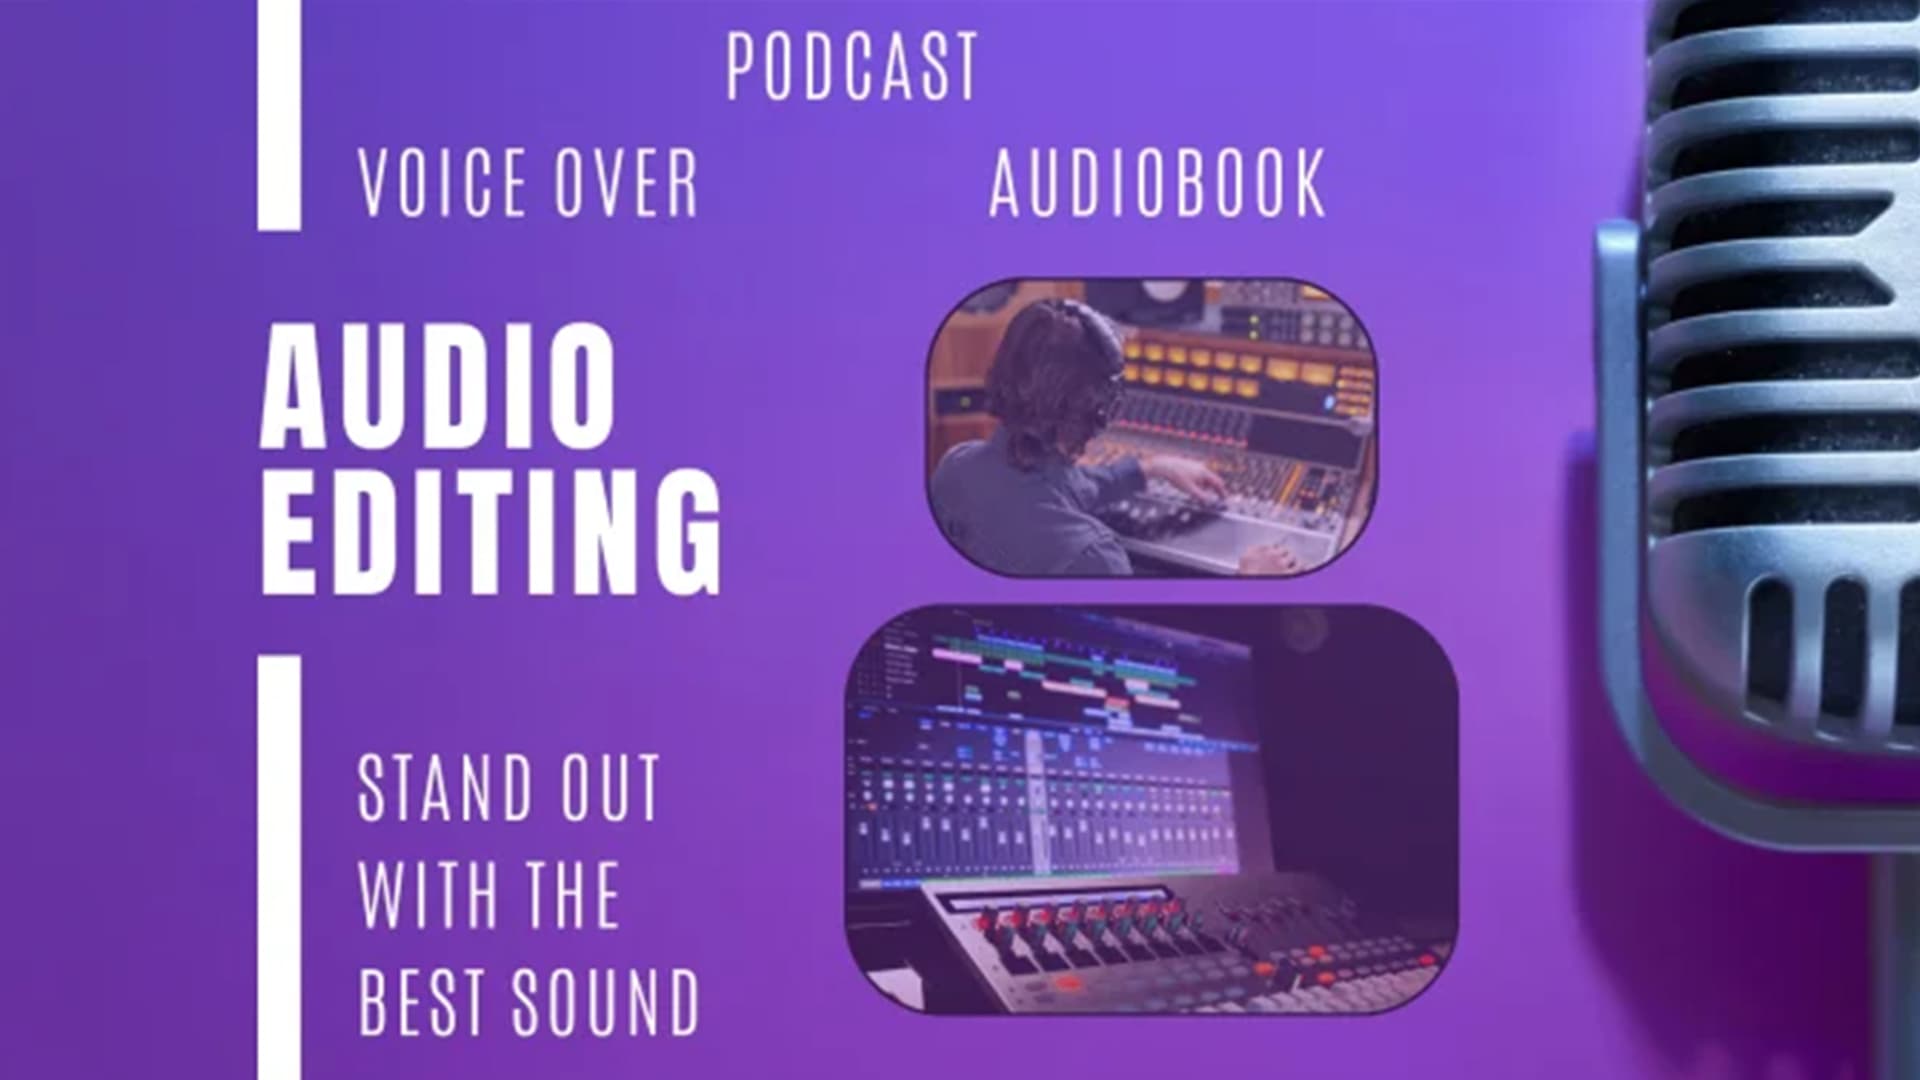 PODCAST
VOICE OVER
AUDIOBOOK
AUDIO
EDITING
STAND OUT
WITH THE
BEST SOUND